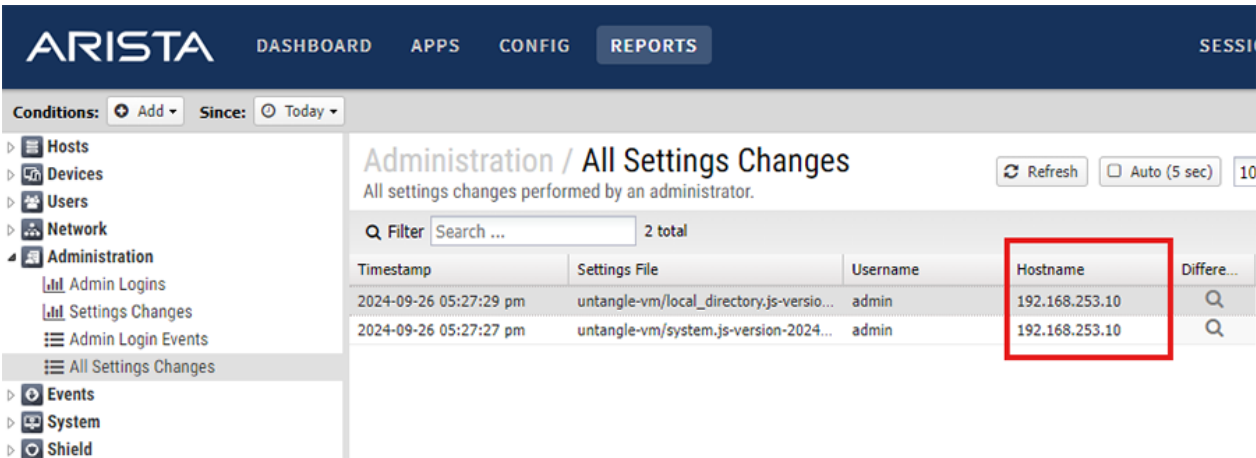 ARISTA DASHBOARD APPS CONFIG REPORTS SESSI
Conditions: Add Since: Today
Hosts
Devices
Users
Network
Administration
Admin Logins
Settings Changes
Admin Login Events
All Settings Changes
Events
System
Shield
Administration / All Settings Changes
All settings changes performed by an administrator.
Refresh Auto (5 sec) 10
Filter Search ... 2 total
Timestamp Settings File Username Hostname Differe...
2024-09-26 05:27:29 pm untangle-vm/local_directory.js-versio... admin 192.168.253.10
2024-09-26 05:27:27 pm untangle-vm/system.js-version-2024... admin 192.168.253.10